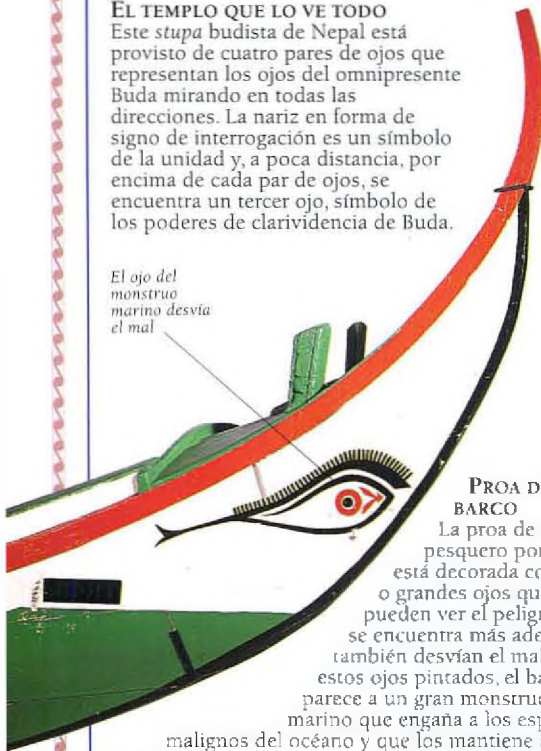 EL TEMPLO QUE LO VE TODO
Este stupa budista de Nepal está
provisto de cuatro pares de ojos que
representan los ojos del omnipresente
Buda mirando en todas las
direcciones. La nariz en forma de
signo de interrogación es un símbolo
de la unidad y, a poca distancia, por
encima de cada par de ojos, se
encuentra un tercer ojo, símbolo de
los poderes de clarividencia de Buda.
El ojo del
monstruo
marino desvía
el mal
PROA D
BARCO
La proa de
pesquero por
está decorada co
o grandes ojos que
pueden ver el peligr
se encuentra más ade
también desvían el mal
estos ojos pintados, el ba
parece a un gran monstruo
marino que engaña a los esp
malignos del océano y que los mantiene